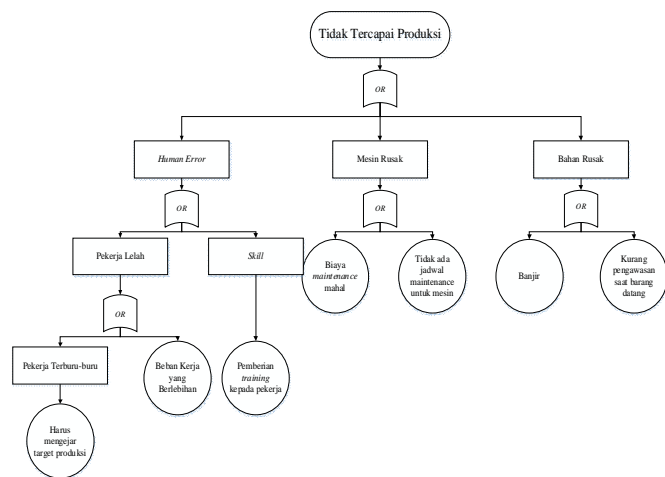 Tidak Tercapai Produksi
OR
Human Error
Mesin Rusak
Bahan Rusak
OR
OR
OR
Pekerja Lelah
Skill
Biaya
maintenance
mahal
Tidak ada
jadwal
maintenance
untuk mesin
Banjir
Kurang
pengawasan
saat barang
datang
OR
Pekerja Terburu-buru
Beban Kerja
yang
Berlebihan
Pemberian
training
kepada pekerja
Harus
mengejar
target produksi